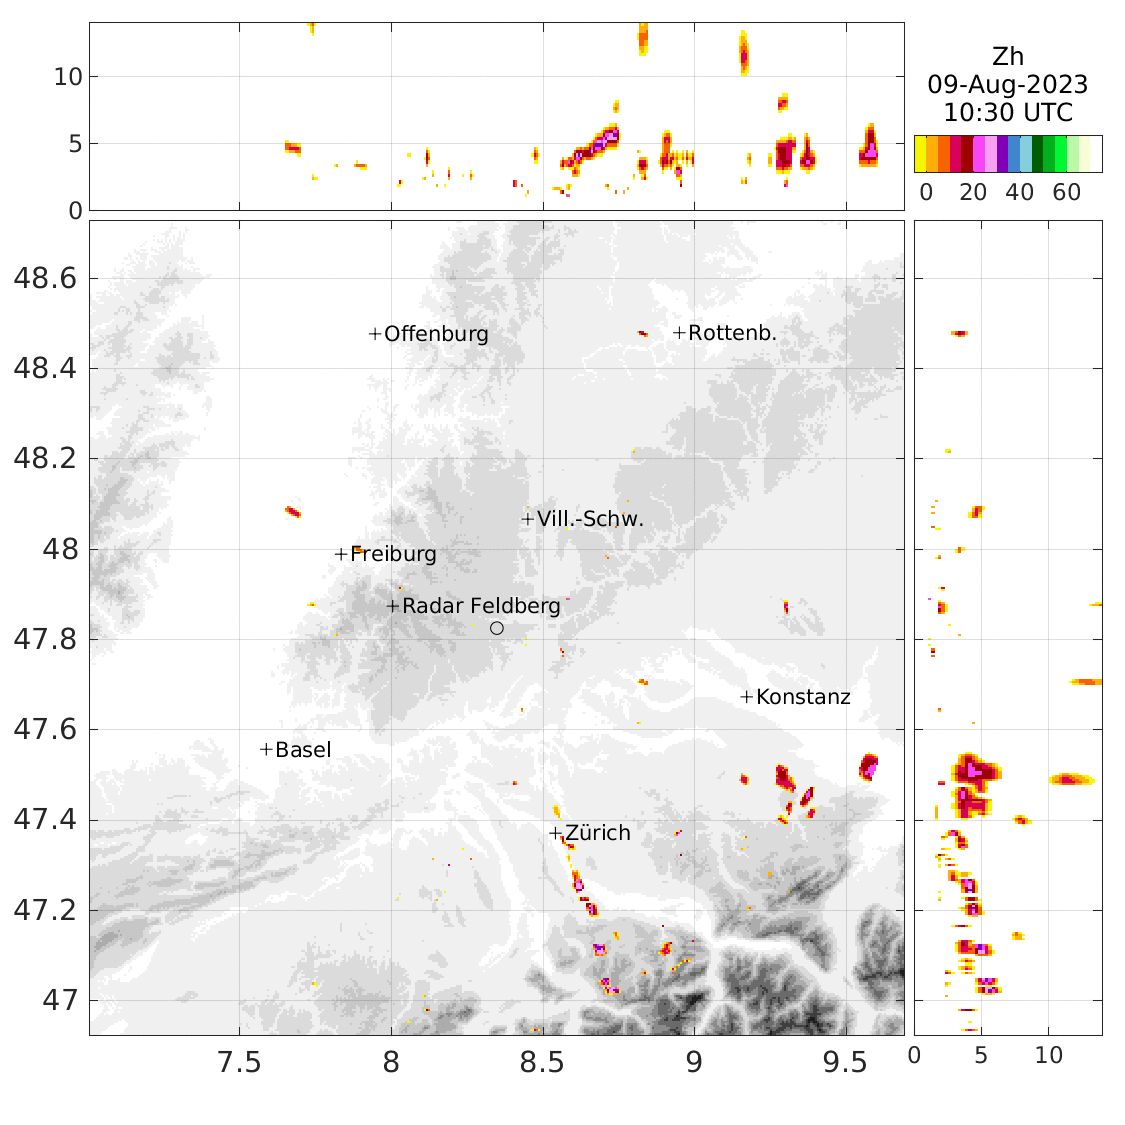 Zh
09-Aug-2023
10:30 UTC
0 20 40 60
10
5
0
48.6
48.4
48.2
48
47.8
47.6
47.4
47.2
47
+Offenburg
+Rottenb.
+Vill.-Schw.
+Freiburg
+Radar Feldberg
+Konstanz
+Basel
+Zürich
7.5 8 8.5 9 9.5
0 5 10